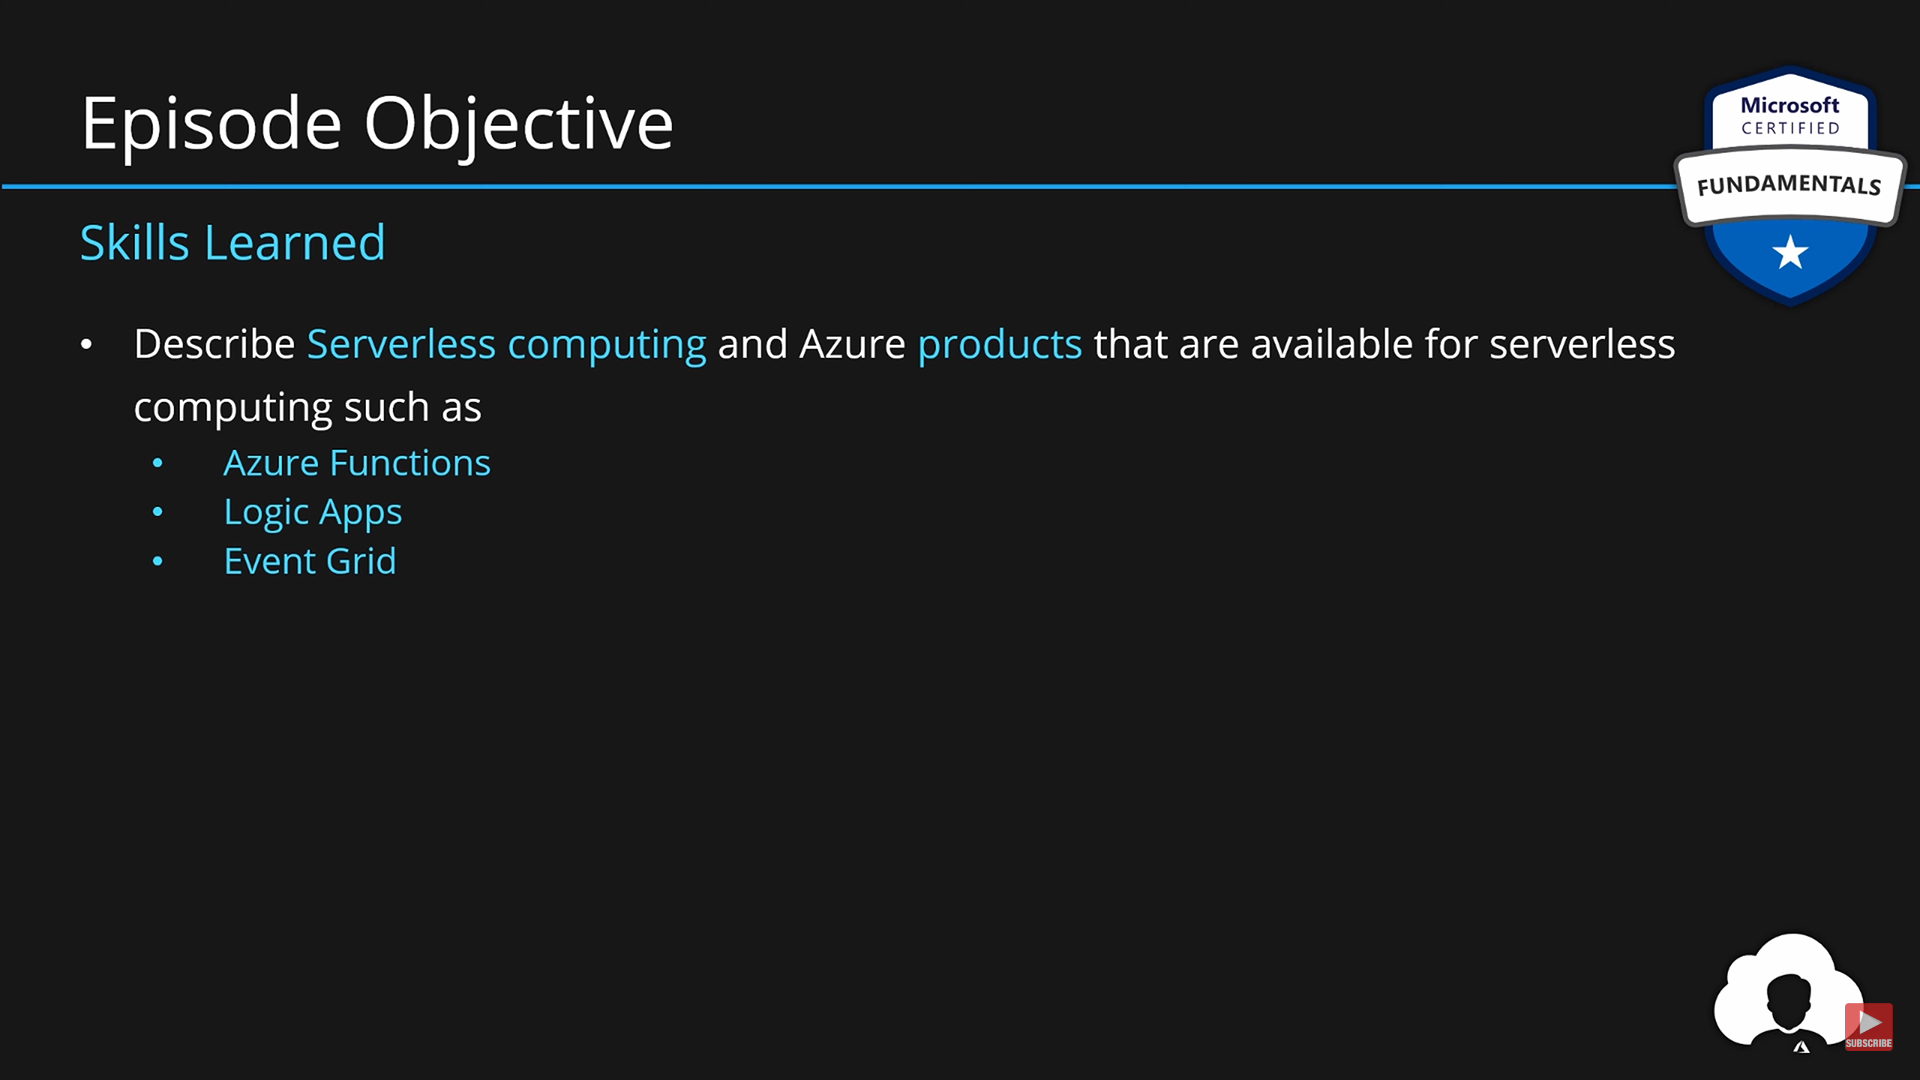 Episode Objective
Microsoft
CERTIFIED
FUNDAMENTALS
Skills Learned
• Describe Serverless computing and Azure products that are available for serverless
computing such as
• Azure Functions
• Logic Apps
• Event Grid
SUBSCRIBE